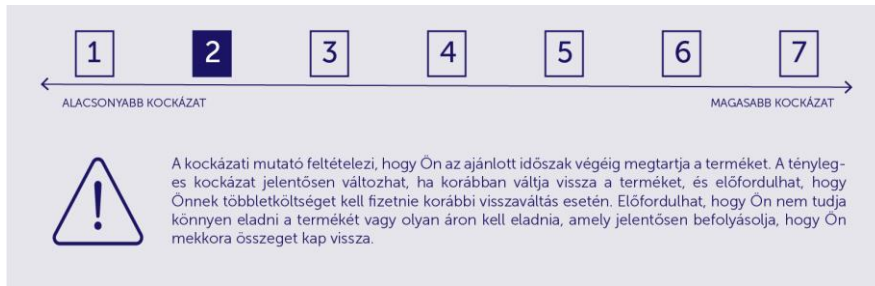 1 2 3 4 5 6 7
ALACSONYABB KOCKÁZAT MAGASABB KOCKÁZAT
A kockázati mutató feltételezi, hogy Ön az ajánlott időszak végéig megtartja a terméket. A tényleg-
es kockázat jelentősen változhat, ha korábban váltja vissza a terméket, és előfordulhat, hogy
Önnek többletköltséget kell fizetnie korábbi visszaváltás esetén. Előfordulhat, hogy Ön nem tudja
könnyen eladni a termékét vagy olyan áron kell eladnia, amely jelentősen befolyásolja, hogy Ön
mekkora összeget kap vissza.